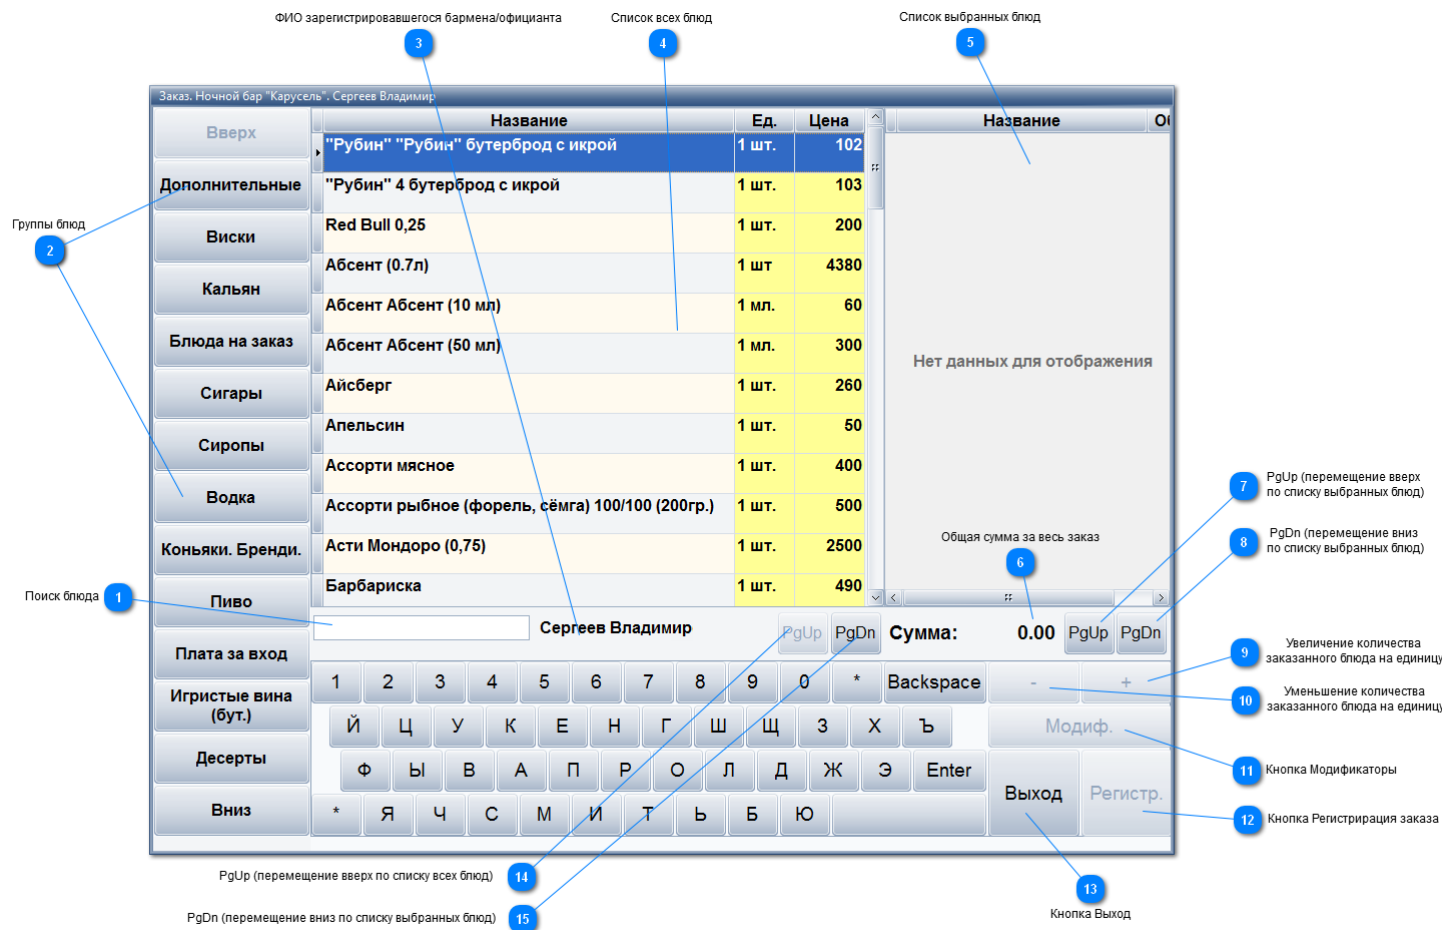 ФИО зарегистрировавшегося бармена/официанта
Список всех блюд
Список выбранных блюд
3
4
5
Заказ. Ночной бар "Карусель". Сергеев Владимир
Вверх
Дополнительные
Виски
Кальян
Блюда на заказ
Сигары
Сиропы
Водка
Коньяки. Бренди.
Пиво
Плата за вход
Игристые вина
(бут.)
Десерты
Вниз
Группы блюд
2
Поиск блюда
1
Название Ед. Цена
"Рубин" "Рубин" бутерброд с икрой 1 шт. 102
"Рубин" 4 бутерброд с икрой 1 шт. 103
Red Bull 0,25 1 шт. 200
Абсент (0.7л) 1 шт 4380
Абсент Абсент (10 мл) 1 мл. 60
Абсент Абсент (50 мл) 1 мл. 300
Айсберг 1 шт. 260
Апельсин 1 шт. 50
Ассорти мясное 1 шт. 400
Ассорти рыбное (форель, сёмга) 100/100 (200гр.) 1 шт. 500
Асти Мондоро (0,75) 1 шт. 2500
Барбариска 1 шт. 490
Название
Нет данных для отображения
Общая сумма за весь заказ
6
7
PgUp (перемещение вверх
по списку выбранных блюд)
8
PgDn (перемещение вниз
по списку выбранных блюд)
Сергеев Владимир
PgUp PgDn Сумма: 0.00 PgUp PgDn
1 2 3 4 5 6 7 8 9 0 * Backspace - +
Й Ц У К Е Н Г Ш Щ З Х Ъ Модиф.
Ф Ы В А П Р О Л Д Ж Э Enter
* Я Ч С М И Т Ь Б Ю
Выход Регистр.
9
Увеличение количества
заказанного блюда на единицу
10
Уменьшение количества
заказанного блюда на единицу
11 Кнопка Модификаторы
12 Кнопка Регистрирация заказа
PgUp (перемещение вверх по списку всех блюд) 14
PgDn (перемещение вниз по списку выбранных блюд) 15
13
Кнопка Выход